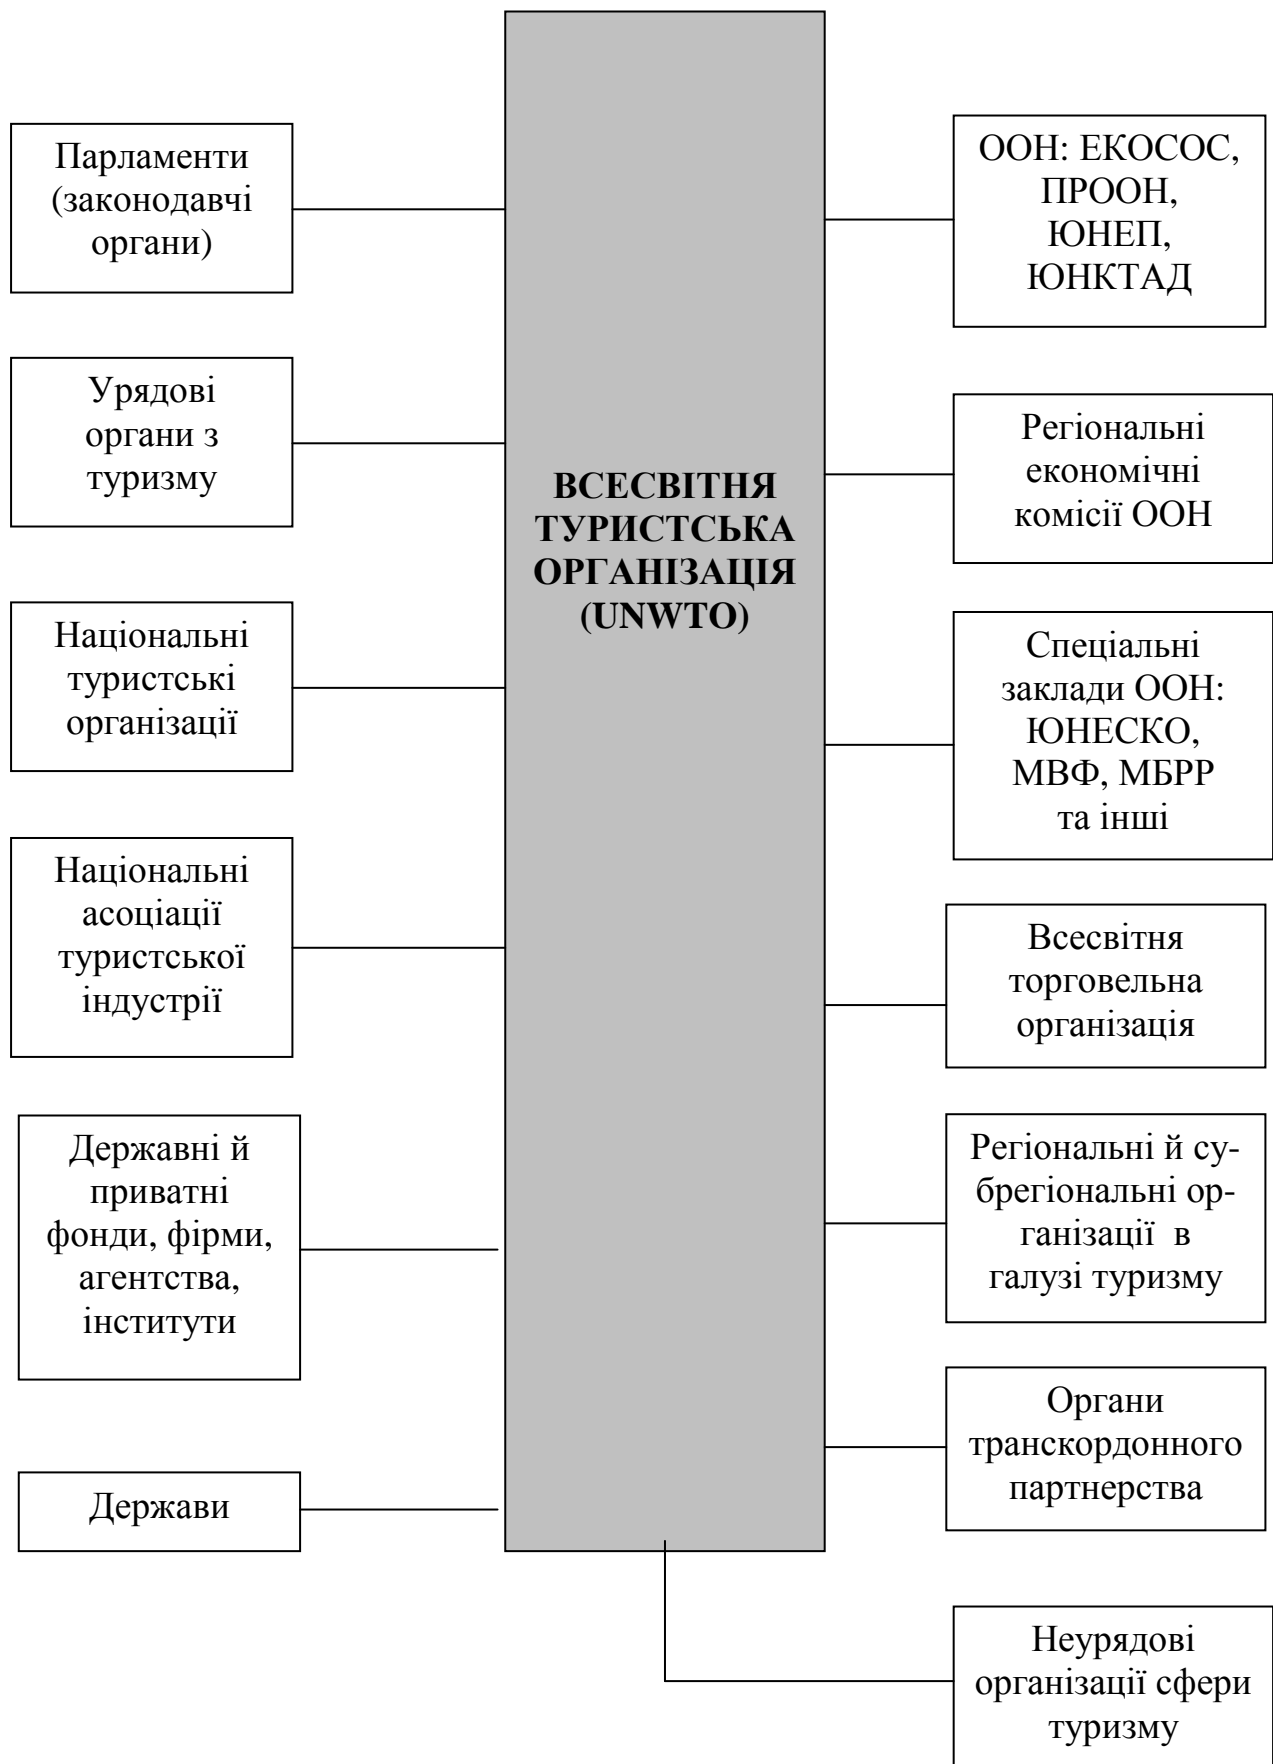 Парламенти
(законодавчі
органи)
Урядові
органи з
туризму
Національні
туристські
організації
Національні
асоціації
туристської
індустрії
Державні й
приватні
фонди, фірми,
агентства,
інститути
Держави
ВСЕСВІТНЯ
ТУРИСТСЬКА
ОРГАНІЗАЦІЯ
(UNWTO)
ООН: ЕКОСОС,
ПРООН,
ЮНЕП,
ЮНКТАД
Регіональні
економічні
комісії ООН
Спеціальні
заклади ООН:
ЮНЕСКО,
МВФ, МБРР
та інші
Всесвітня
торговельна
організація
Регіональні й су-
брегіональні ор-
ганізації в
галузі туризму
Органи
транскордонного
партнерства
Неурядові
організації сфери
туризму